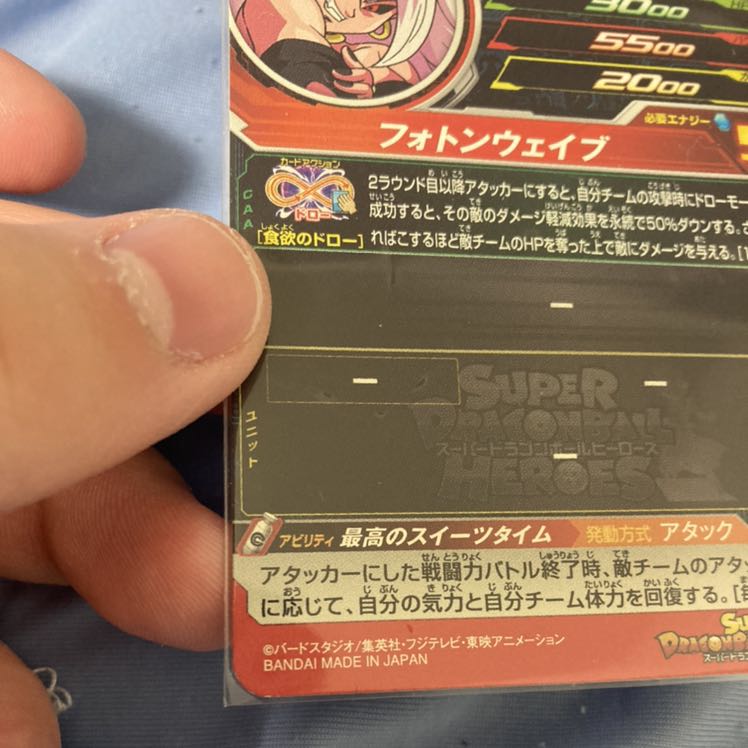 3000
5500
2000
必要エナジー
フォトンウェイブ
カードアクション
ドロー
CAA
[食欲のドロー]
2ラウンド目以降アタッカーにすると、自分チームの攻撃時にドローモー
成功すると、その敵のダメージ軽減効果を永続で50%ダウンする。さ
ればこするほど敵チームのHPを奪った上で敵にダメージを与える。[1
ー
ー
ー
ー
ユニット
SUPER
DRAGONBALL
スーパードラゴンボールヒーローズ
HEROES
アビリティ 最高のスイーツタイム 発動方式 アタック
アタッカーにした戦闘力バトル終了時、敵チームのアタッ
に応じて、自分の気力と自分チーム体力を回復する。[毎
©バードスタジオ/集英社・フジテレビ・東映アニメーション
BANDAI MADE IN JAPAN